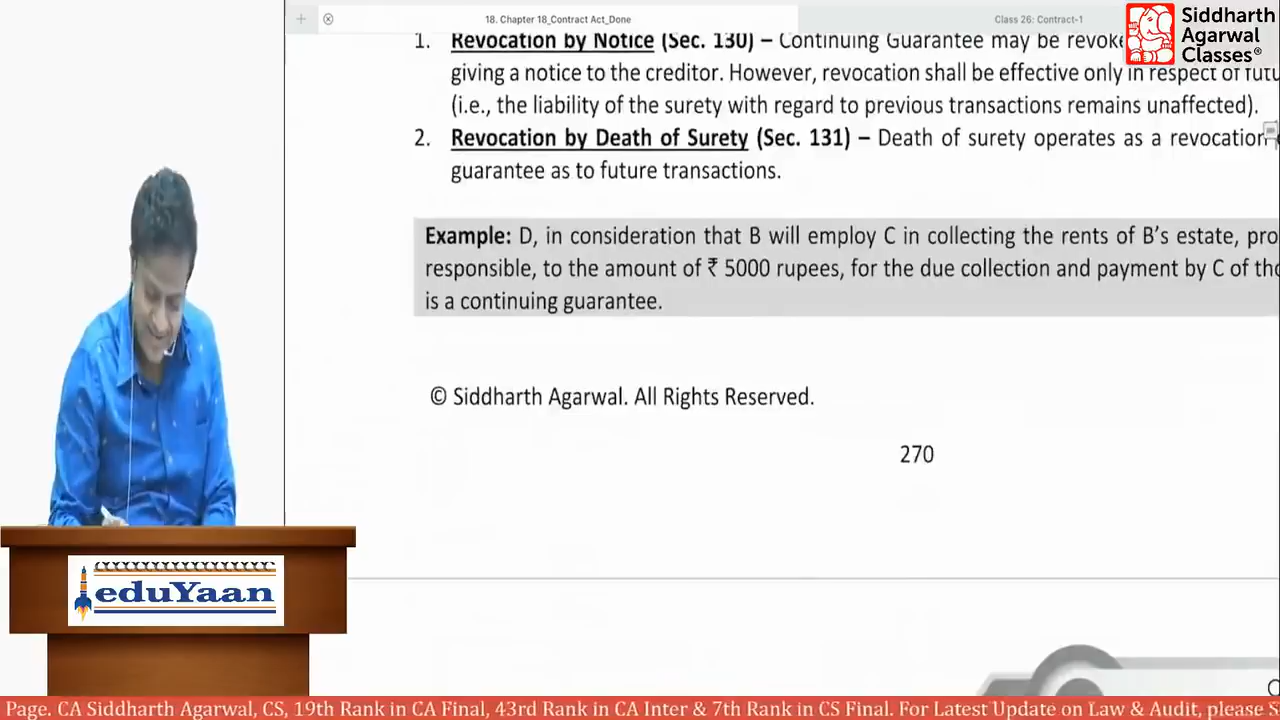 18. Chapter 18_Contract Act_Done
Class 26: Contract-1
Siddharth
Agarwal
Classes®
1. Revocation by Notice (Sec. 130) – Continuing Guarantee may be
giving a notice to the creditor. However, revocation shall be effective only in respect of
(i.e., the liability of the surety with regard to previous transactions remains unaffected).
2. Revocation by Death of Surety (Sec. 131) – Death of surety operates as a revocation
guarantee as to future transactions.
Example: D, in consideration that B will employ C in collecting the rents of B's estate,
responsible, to the amount of ₹ 5000 rupees, for the due collection and payment by C of
is a continuing guarantee.
© Siddharth Agarwal. All Rights Reserved.
270
eduYaan
Page. CA Siddharth Agarwal, CS, 19th Rank in CA Final, 43rd Rank in CA Inter & 7th Rank in CS Final. For Latest Update on Law & Audit, please